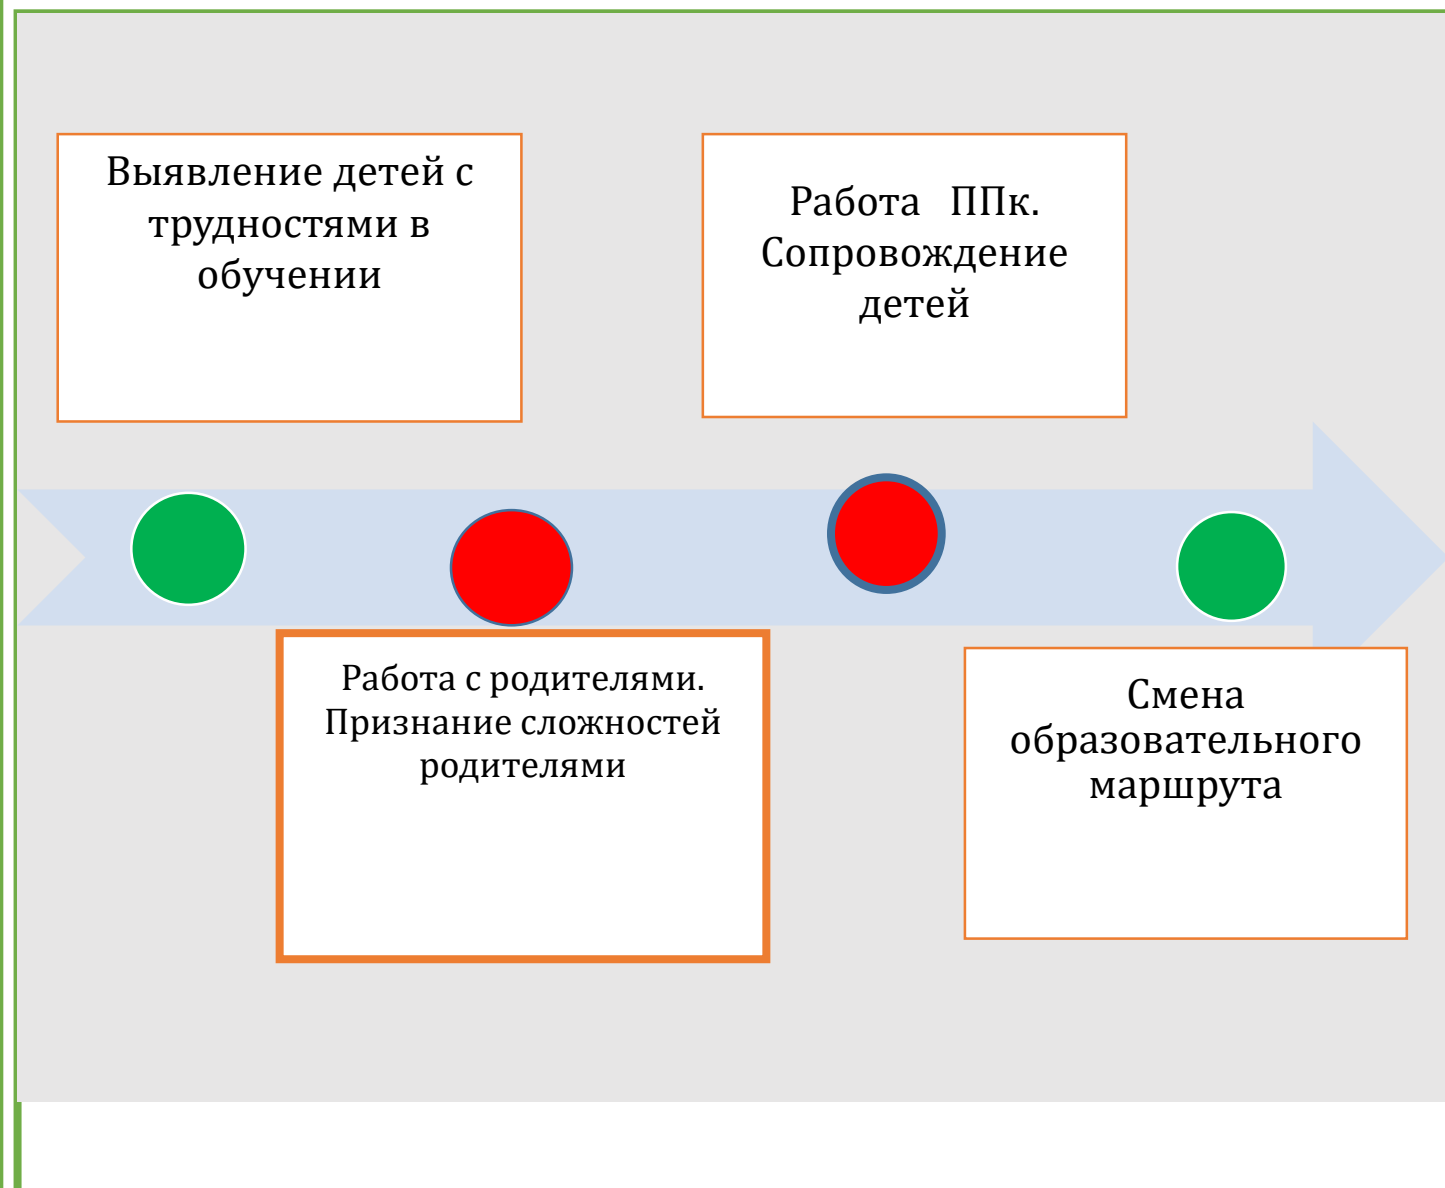 Выявление детей с
трудностями в
обучении
Работа ППк.
Сопровождение
детей
Работа с родителями.
Признание сложностей
родителями
Смена
образовательного
маршрута